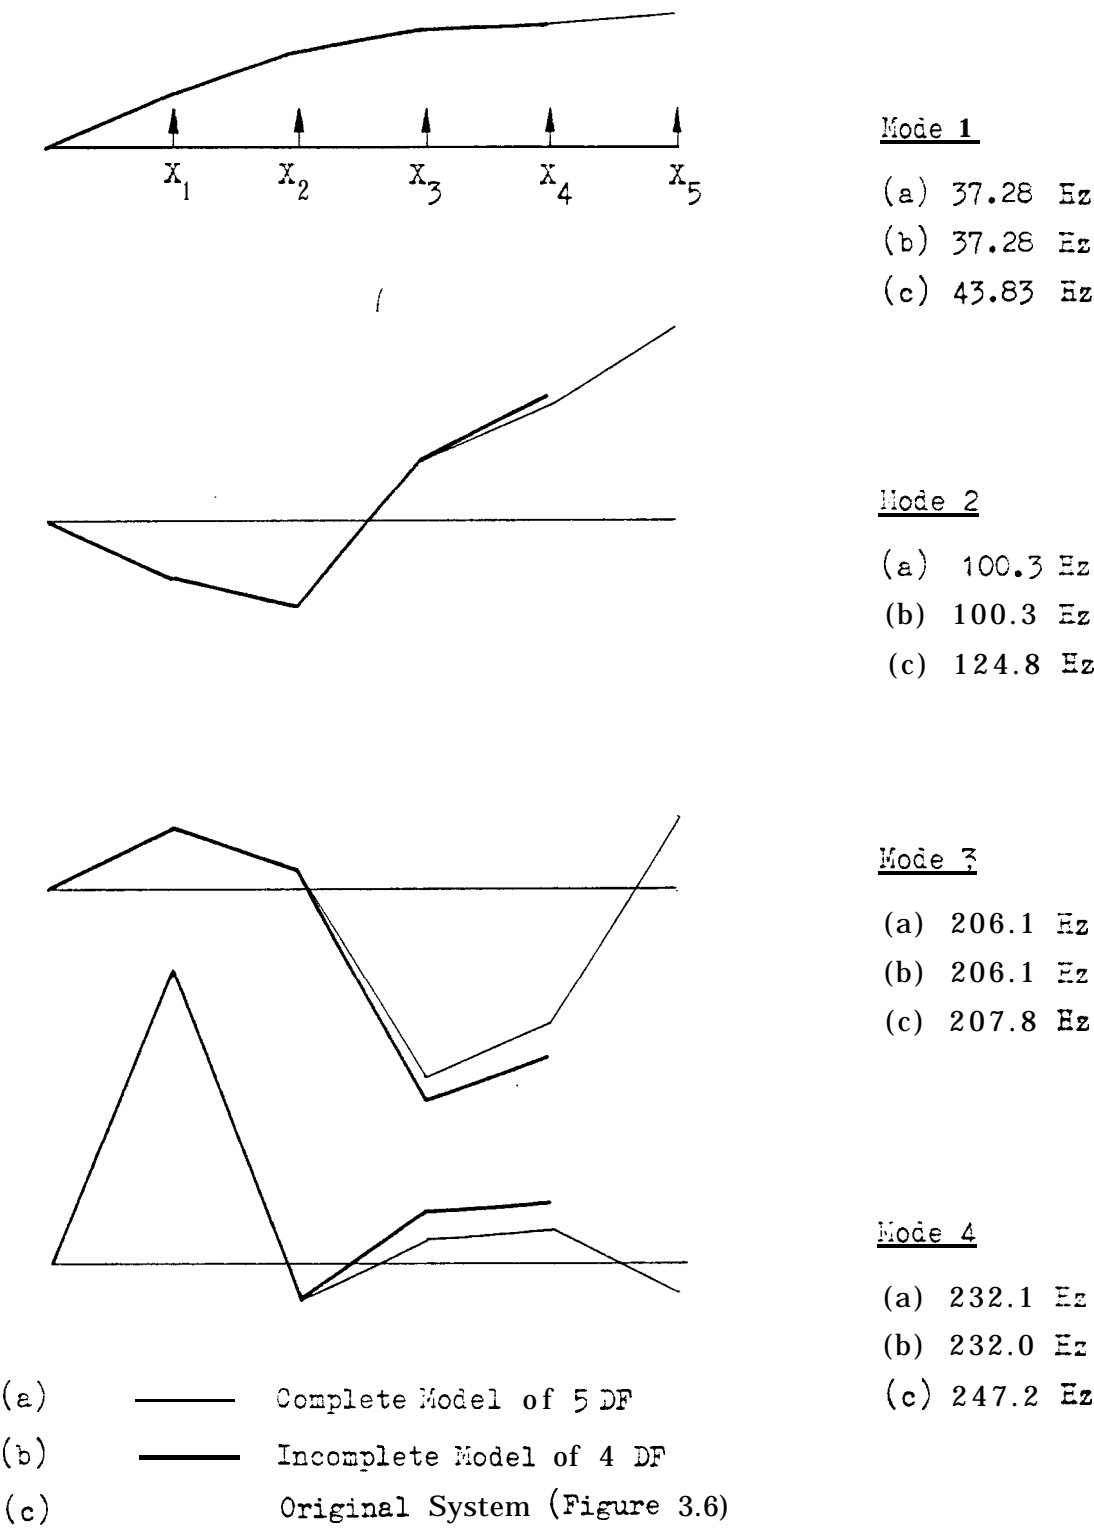 X1 X2 X3 X4 X5
Mode 1
(a) 37.28 Hz
(b) 37.28 Hz
(c) 43.83 Hz
Mode 2
(a) 100.3 Hz
(b) 100.3 Hz
(c) 124.8 Hz
Mode 3
(a) 206.1 Hz
(b) 206.1 Hz
(c) 207.8 Hz
Mode 4
(a) 232.1 Hz
(b) 232.0 Hz
(c) 247.2 Hz
(a) Complete Model of 5 DF
(b) Incomplete Model of 4 DF
(c) Original System (Figure 3.6)